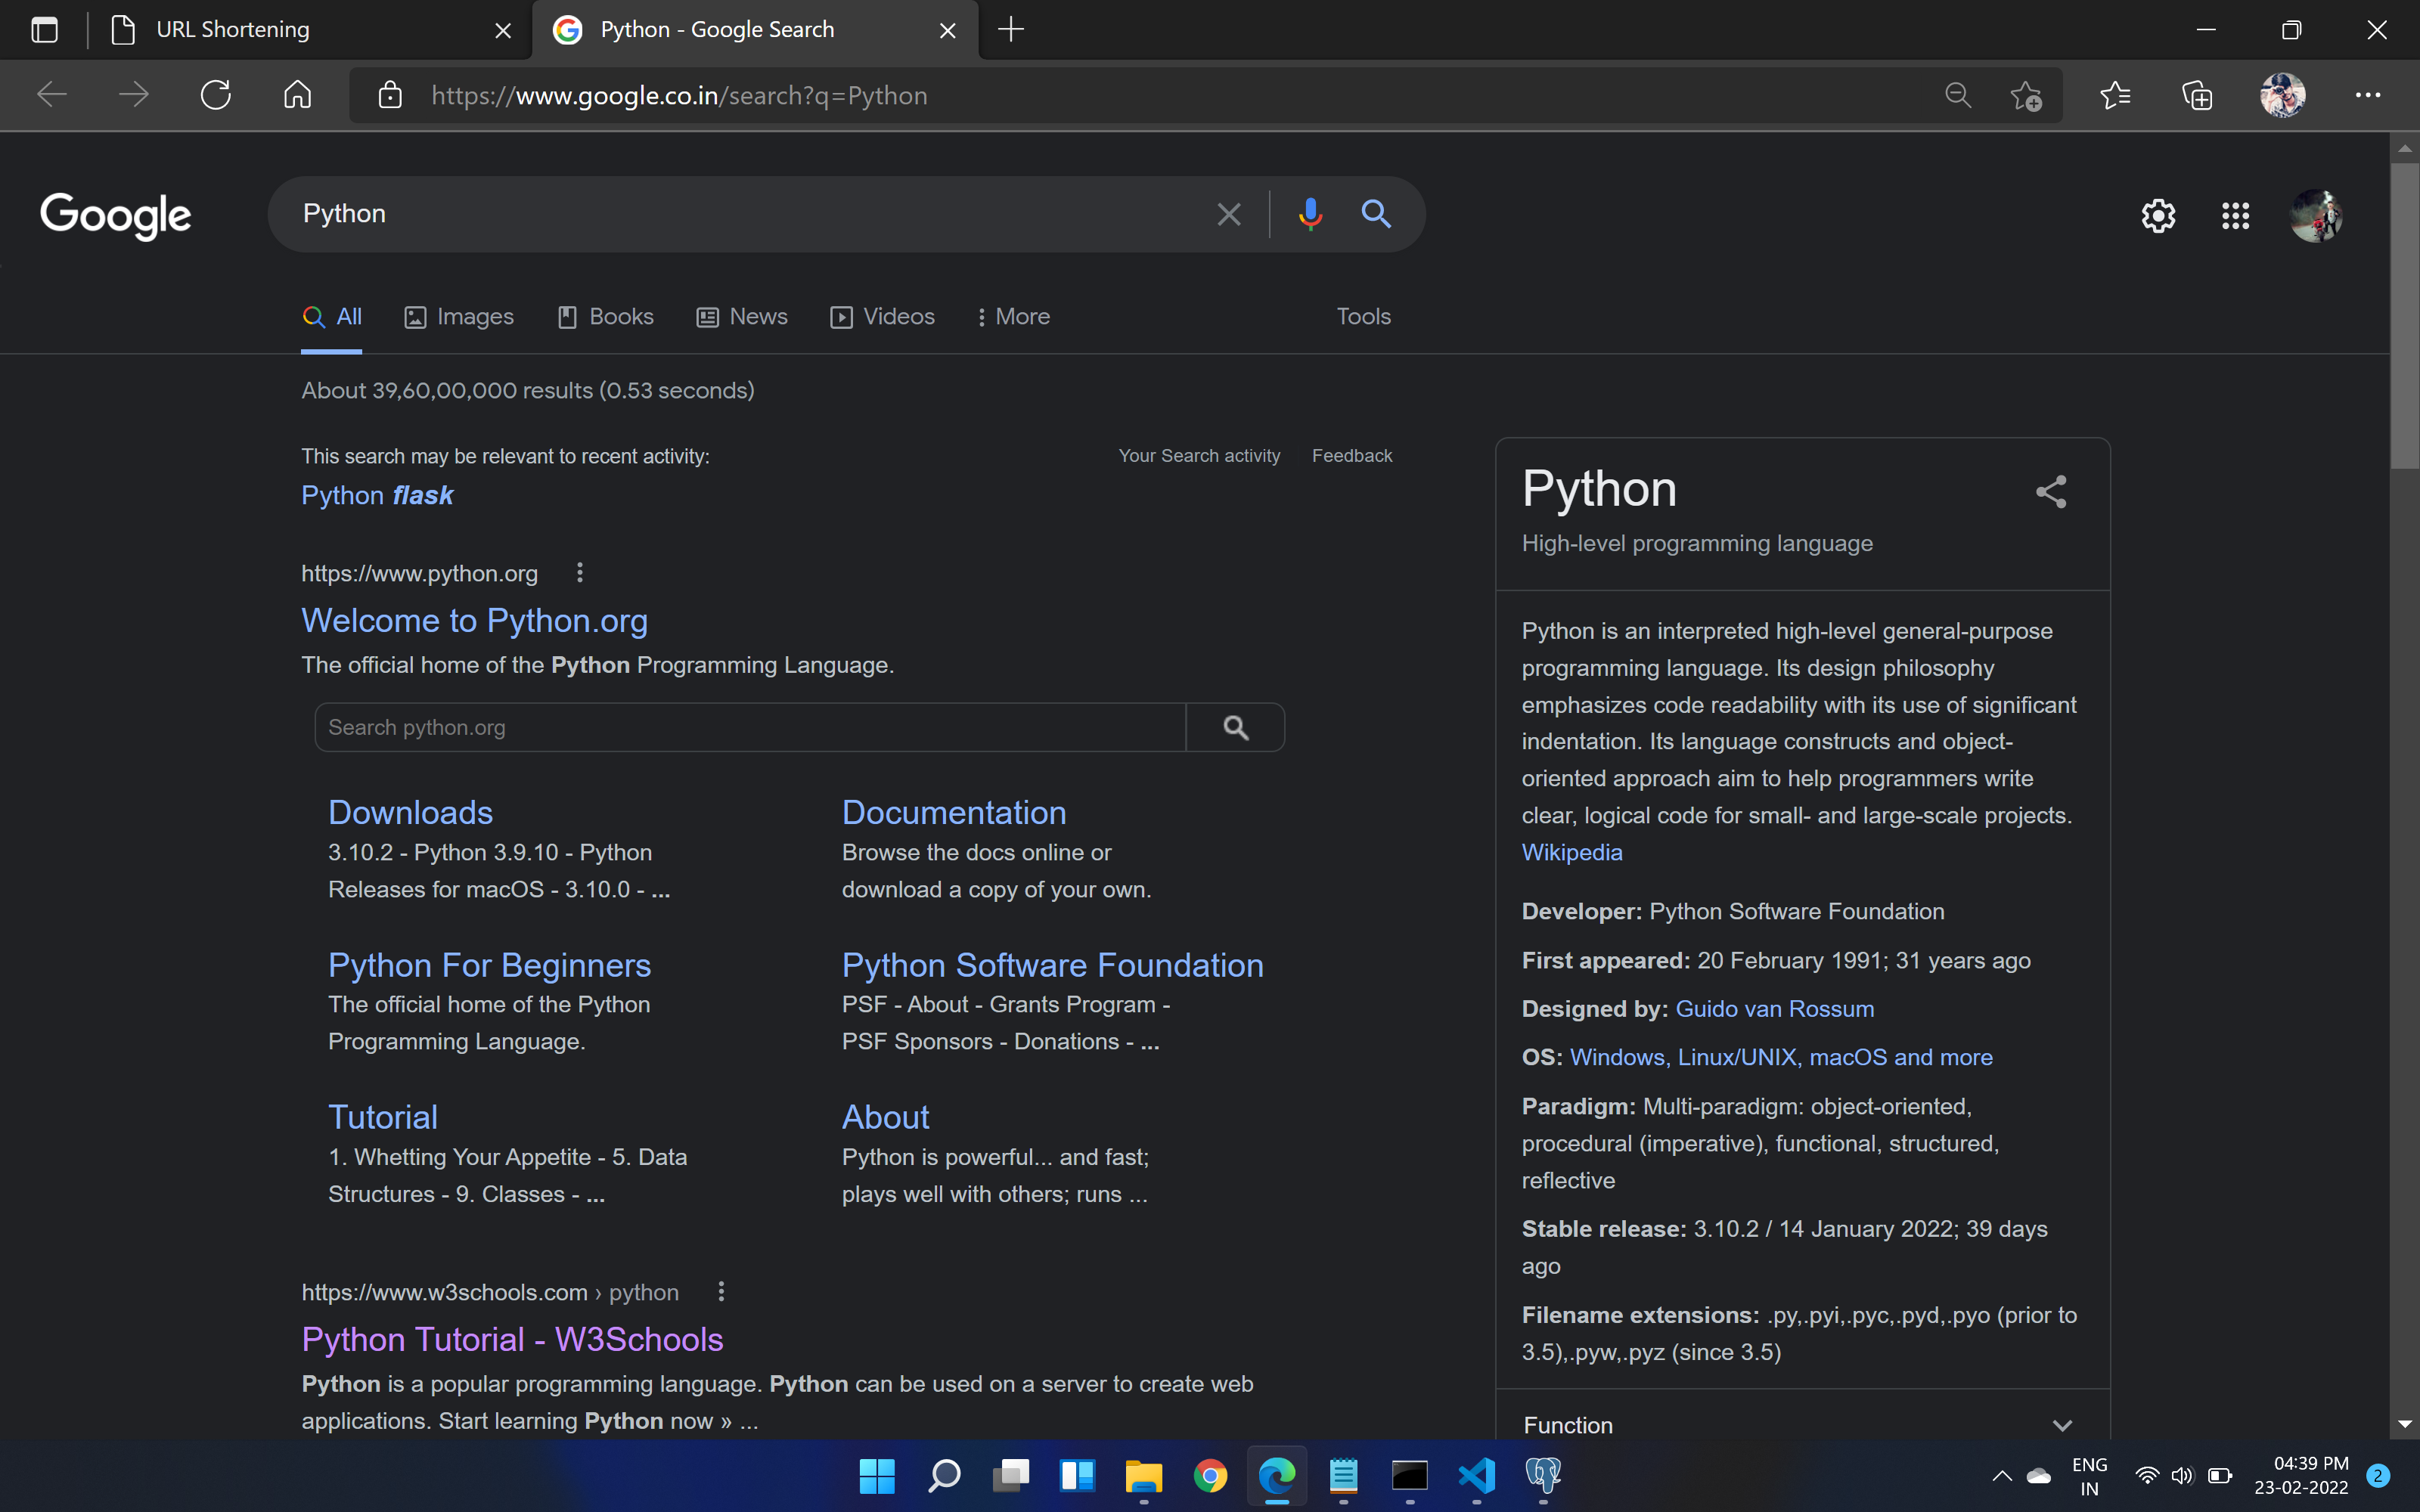 URL Shortening
Python - Google Search
https://www.google.co.in/search?q=Python
Google
Python
All Images Books News Videos More Tools
About 39,60,00,000 results (0.53 seconds)
This search may be relevant to recent activity:
Your Search activity Feedback
Python flask
https://www.python.org
Welcome to Python.org
The official home of the Python Programming Language.
Search python.org
Downloads
3.10.2 - Python 3.9.10 - Python
Releases for macOS - 3.10.0 - ...
Documentation
Browse the docs online or
download a copy of your own.
Python For Beginners
The official home of the Python
Programming Language.
Python Software Foundation
PSF - About - Grants Program -
PSF Sponsors - Donations - ...
Tutorial
1. Whetting Your Appetite - 5. Data
Structures - 9. Classes - ...
About
Python is powerful... and fast;
plays well with others; runs ...
https://www.w3schools.com › python
Python Tutorial - W3Schools
Python is a popular programming language. Python can be used on a server to create web
applications. Start learning Python now » ...
Python
High-level programming language
Python is an interpreted high-level general-purpose
programming language. Its design philosophy
emphasizes code readability with its use of significant
indentation. Its language constructs and object-
oriented approach aim to help programmers write
clear, logical code for small- and large-scale projects.
Wikipedia
Developer: Python Software Foundation
First appeared: 20 February 1991; 31 years ago
Designed by: Guido van Rossum
OS: Windows, Linux/UNIX, macOS and more
Paradigm: Multi-paradigm: object-oriented,
procedural (imperative), functional, structured,
reflective
Stable release: 3.10.2 / 14 January 2022; 39 days
ago
Filename extensions: .py,.pyi,.pyc,.pyd,.pyo (prior to
3.5),.pyw,.pyz (since 3.5)
Function
ENG
IN
04:39 PM
23-02-2022
2